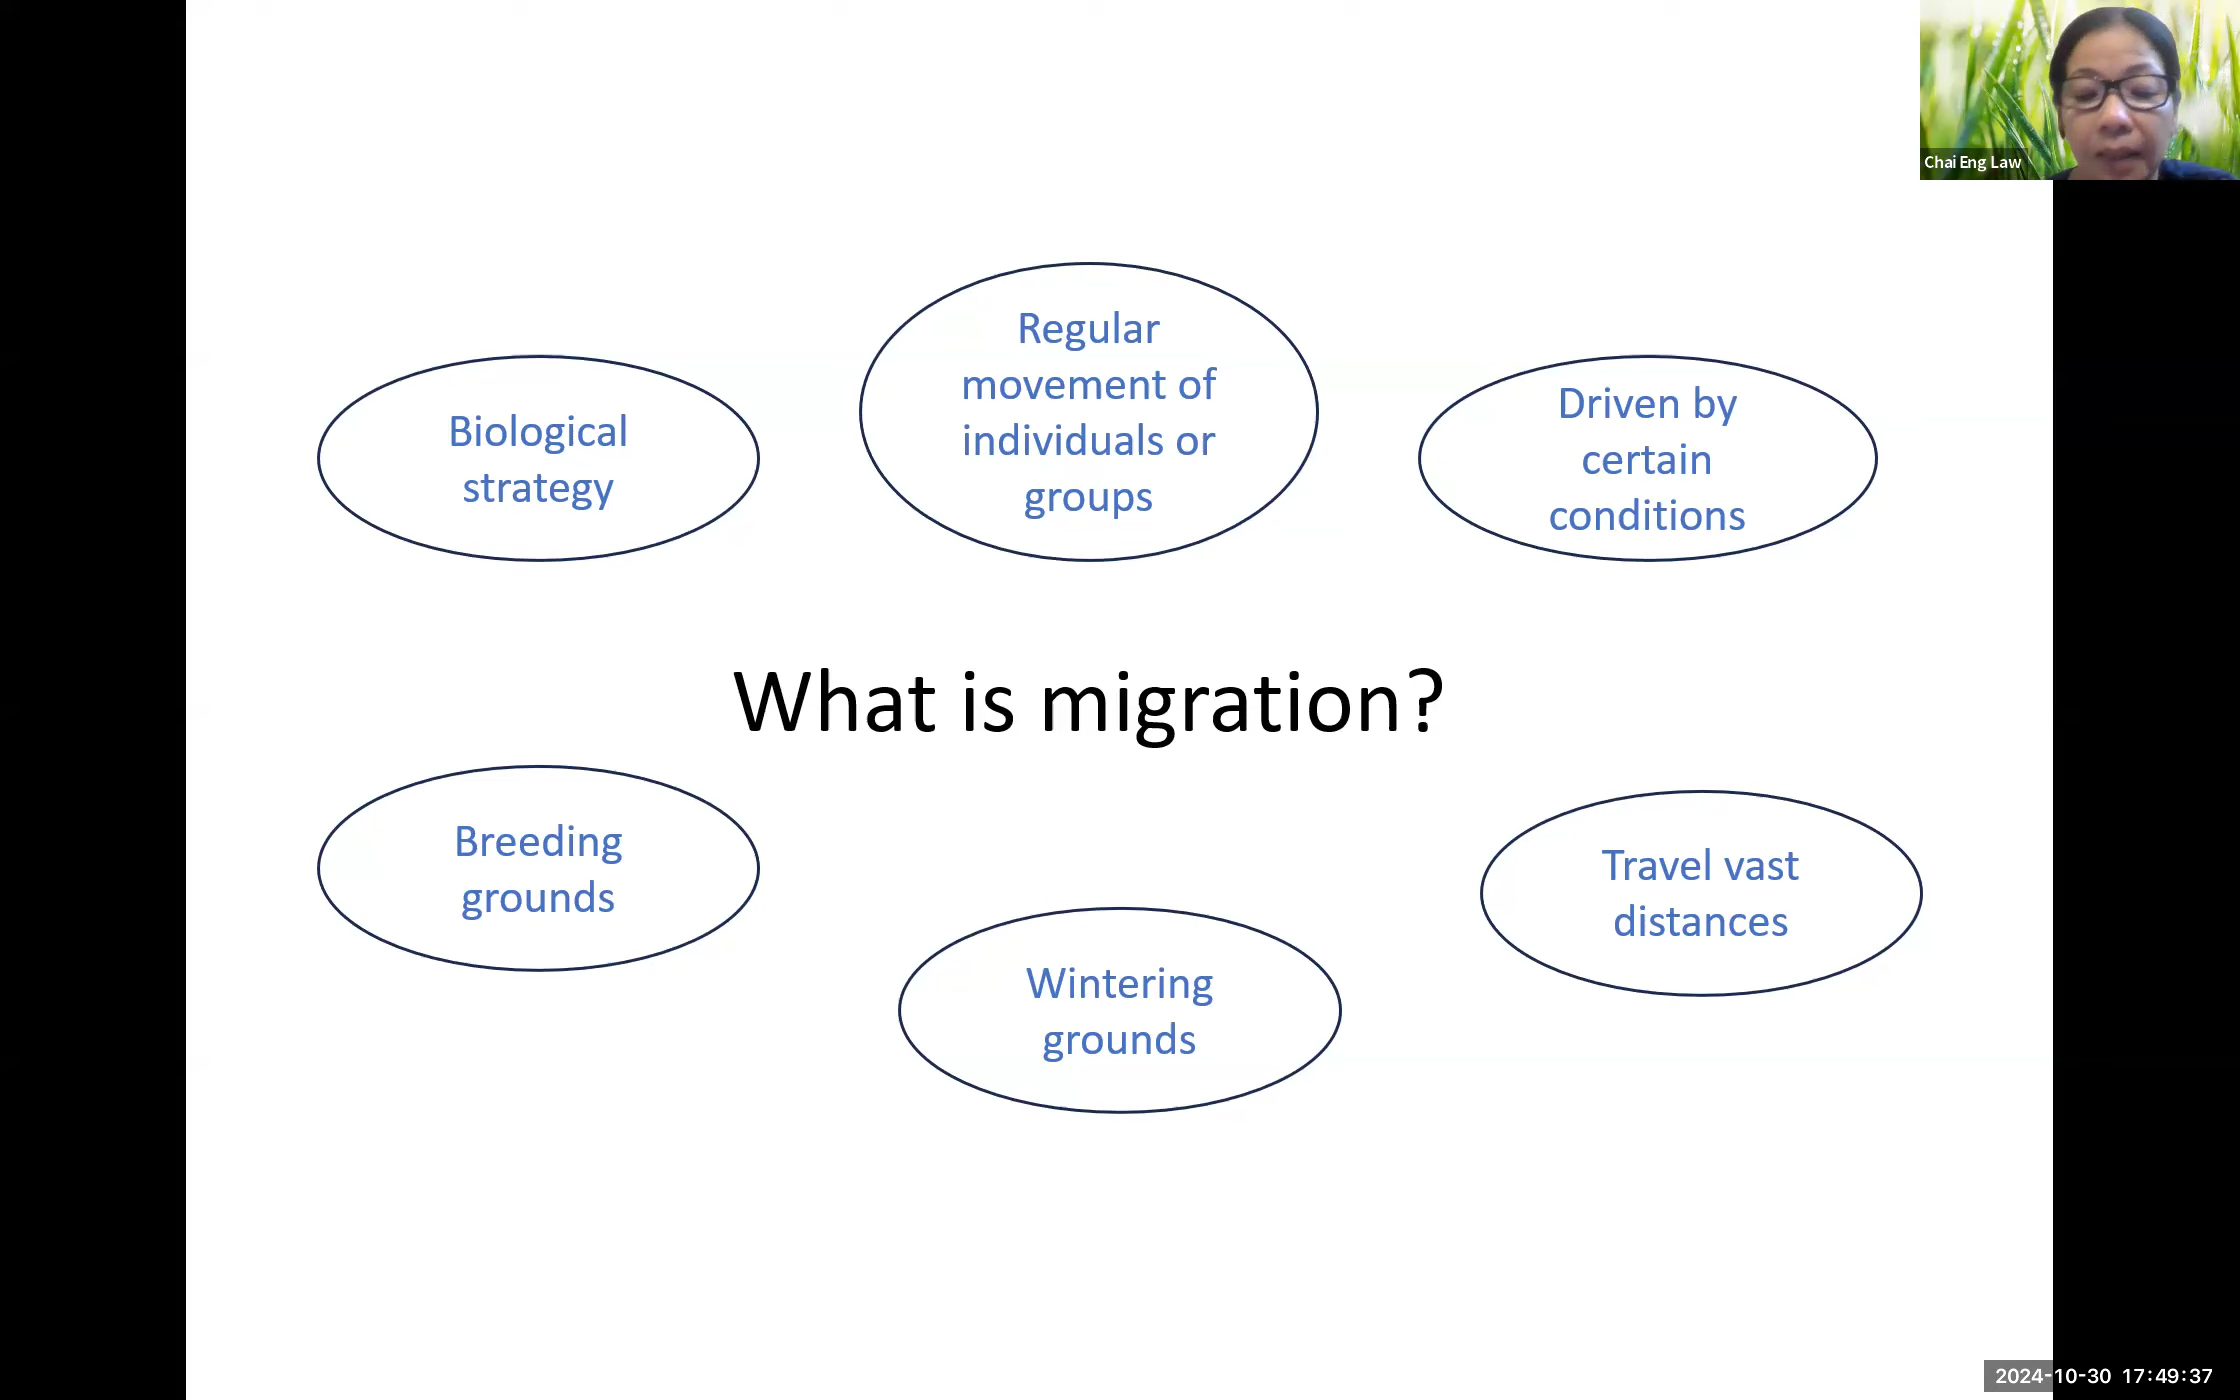 Chai Eng Law
Regular
movement of
individuals or
groups
Biological
strategy
Driven by
certain
conditions
What is migration?
Breeding
grounds
Travel vast
distances
Wintering
grounds
2024-10-30 17:49:37